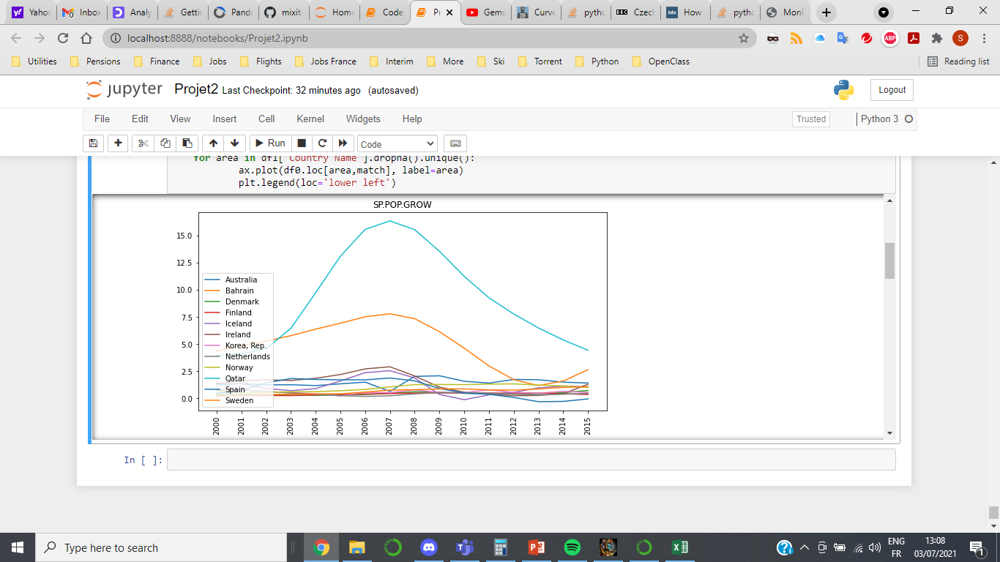 Yahoo
Inbox
Analy
Gettir
Panda
mixit-
Home
Code
Pr
Gems
Curve
pytho
BBC
Czecl
tds
How
pytho
MonP
localhost:8888/notebooks/Projet2.ipynb
ABP
S
Utilities
Pensions
Finance
Jobs
Flights
Jobs France
Interim
More
Ski
Torrent
Python
OpenClass
Reading list
jupyter
Projet2 Last Checkpoint: 32 minutes ago (autosaved)
Logout
File
Edit
View
Insert
Cell
Kernel
Widgets
Help
Trusted
Python 3
Run
Code
for area in df1['Country Name'].dropna().unique():
ax.plot(df0.loc[area,match], label=area)
plt.legend(loc='lower left')
SP.POP.GROW
15.0
12.5
10.0
7.5
5.0
2.5
0.0
Australia
Bahrain
Denmark
Finland
Iceland
Ireland
Korea, Rep.
Netherlands
Norway
Qatar
Spain
Sweden
2000
2001
2002
2003
2004
2005
2006
2007
2008
2009
2010
2011
2012
2013
2014
2015
In [ ]:
Type here to search
ENG
FR
13:08
03/07/2021
1